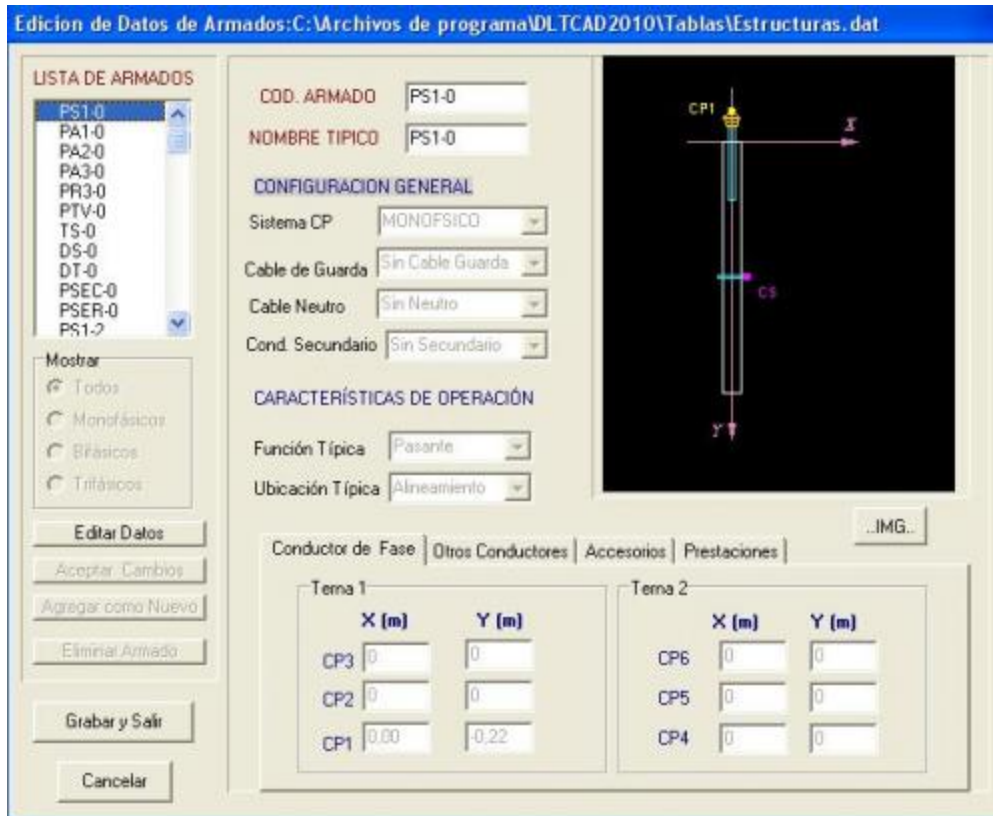 Edicion de Datos de Armados:C:\Archivos de programa\DLTCAD2010\Tablas\Estructuras.dat
LISTA DE ARMADOS
PS1-0
PA1-0
PA2-0
PA3-0
PR3-0
PTV-0
TS-0
DS-0
DT-0
PSEC-0
PSER-0
PS1-2
Mostrar
Todos
Monofásicos
Bifásicos
Trifásicos
Editar Datos
Aceptar Cambios
Agregar como Nuevo
Eliminar Armado
Grabar y Salir
Cancelar
COD. ARMADO PS1-0
NOMBRE TIPICO PS1-0
CONFIGURACION GENERAL
Sistema CP MONOFSICO
Cable de Guarda Sin Cable Guarda
Cable Neutro Sin Neutro
Cond. Secundario Sin Secundario
CARACTERÍSTICAS DE OPERACIÓN
Función Típica Pasante
Ubicación Típica Alineamiento
CP1
X
CS
Y
..IMG..
Conductor de Fase Otros Conductores Accesorios Prestaciones
Terna 1
X (m) Y (m)
CP3 0 0
CP2 0 0
CP1 0.00 -0,22
Terna 2
X (m) Y (m)
CP6 0 0
CP5 0 0
CP4 0 0